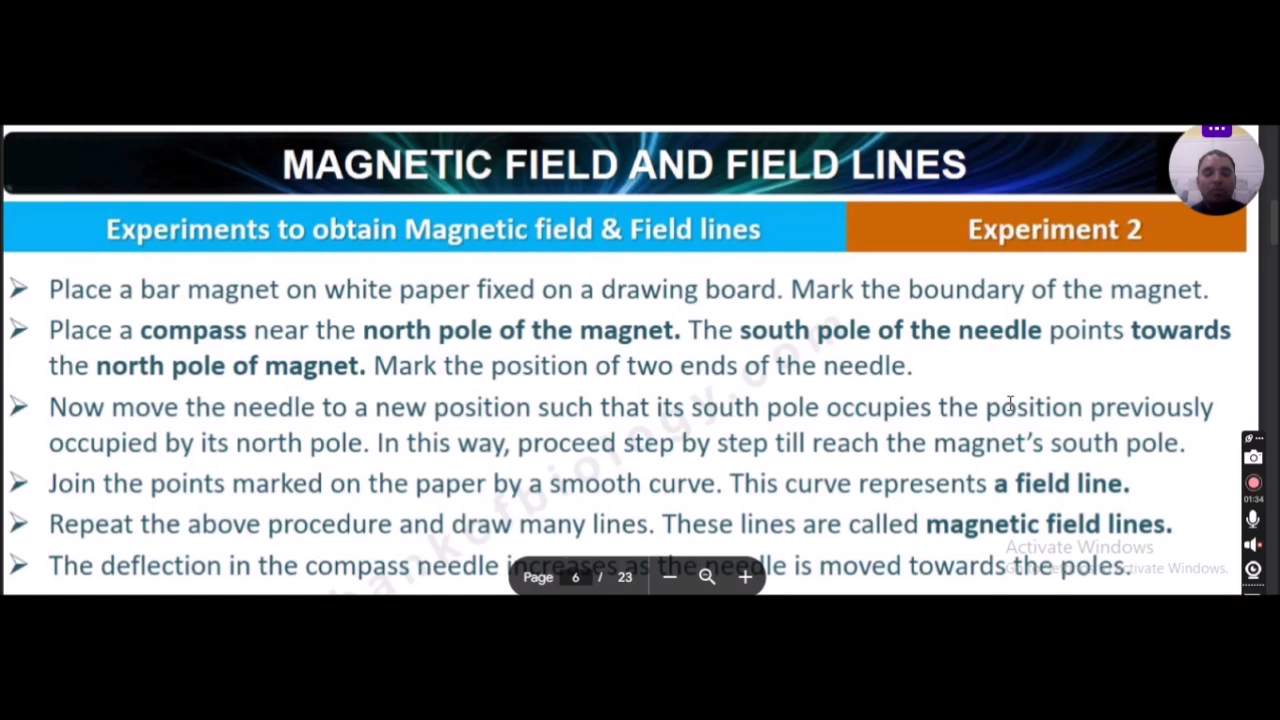 MAGNETIC FIELD AND FIELD LINES
Experiments to obtain Magnetic field & Field lines
Experiment 2
➤ Place a bar magnet on white paper fixed on a drawing board. Mark the boundary of the magnet.
➤ Place a compass near the north pole of the magnet. The south pole of the needle points towards
the north pole of magnet. Mark the position of two ends of the needle.
➤ Now move the needle to a new position such that its south pole occupies the position previously
occupied by its north pole. In this way, proceed step by step till reach the magnet's south pole.
➤ Join the points marked on the paper by a smooth curve. This curve represents a field line.
➤ Repeat the above procedure and draw many lines. These lines are called magnetic field lines.
➤ The deflection in the compass needle increases as the needle is moved towards the poles.
Page 6 / 23
01:34
Activate Windows
Activate Windows.